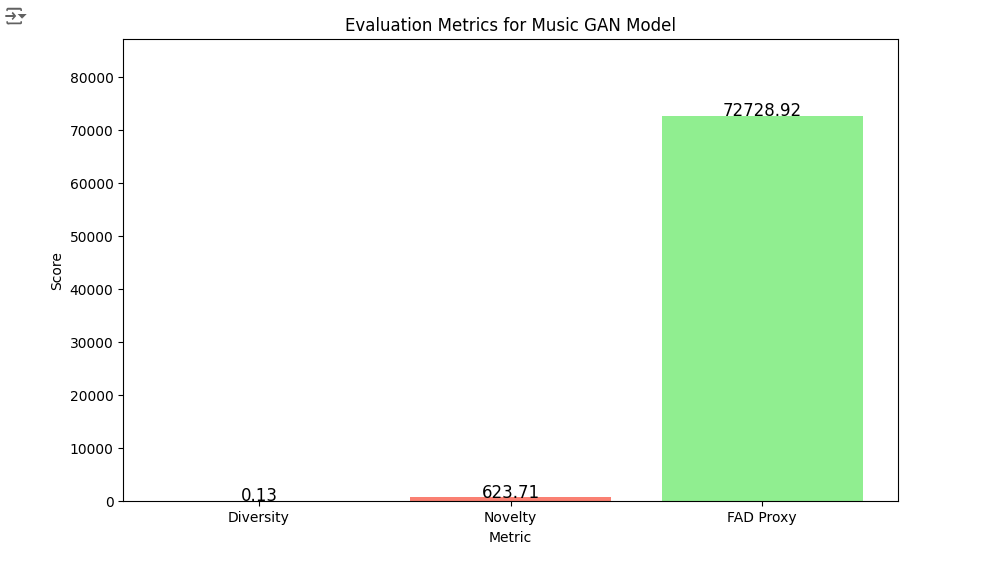 Evaluation Metrics for Music GAN Model
80000
70000
60000
50000
40000
30000
20000
10000
0
Score
0.13
623.71
72728.92
Diversity
Novelty
FAD Proxy
Metric